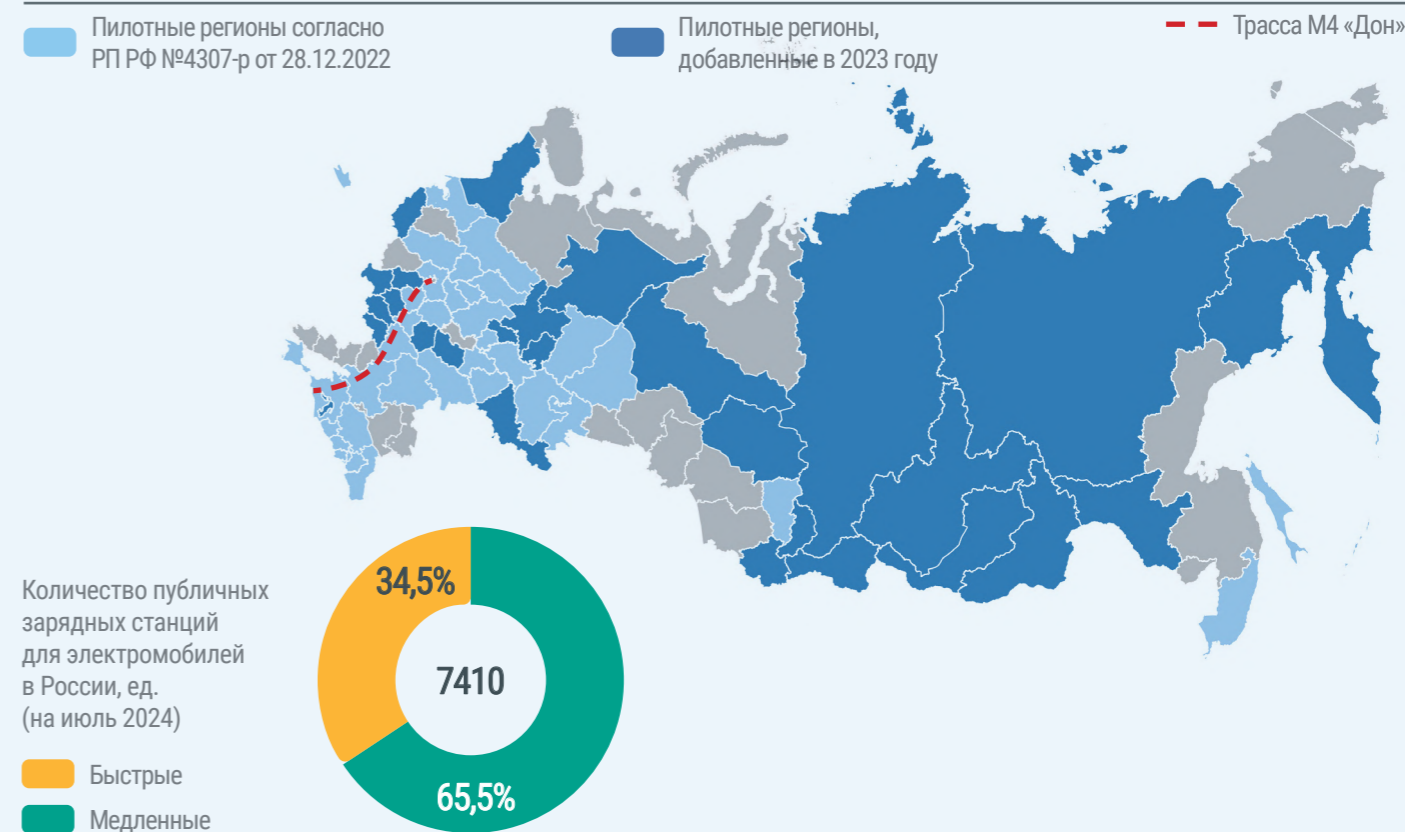 Пилотные регионы согласно
РП РФ №4307-р от 28.12.2022
Пилотные регионы,
добавленные в 2023 году
Трасса М4 «Дон»
Количество публичных
зарядных станций
для электромобилей
в России, ед.
(на июль 2024)
Быстрые
Медленные
34,5%
7410
65,5%